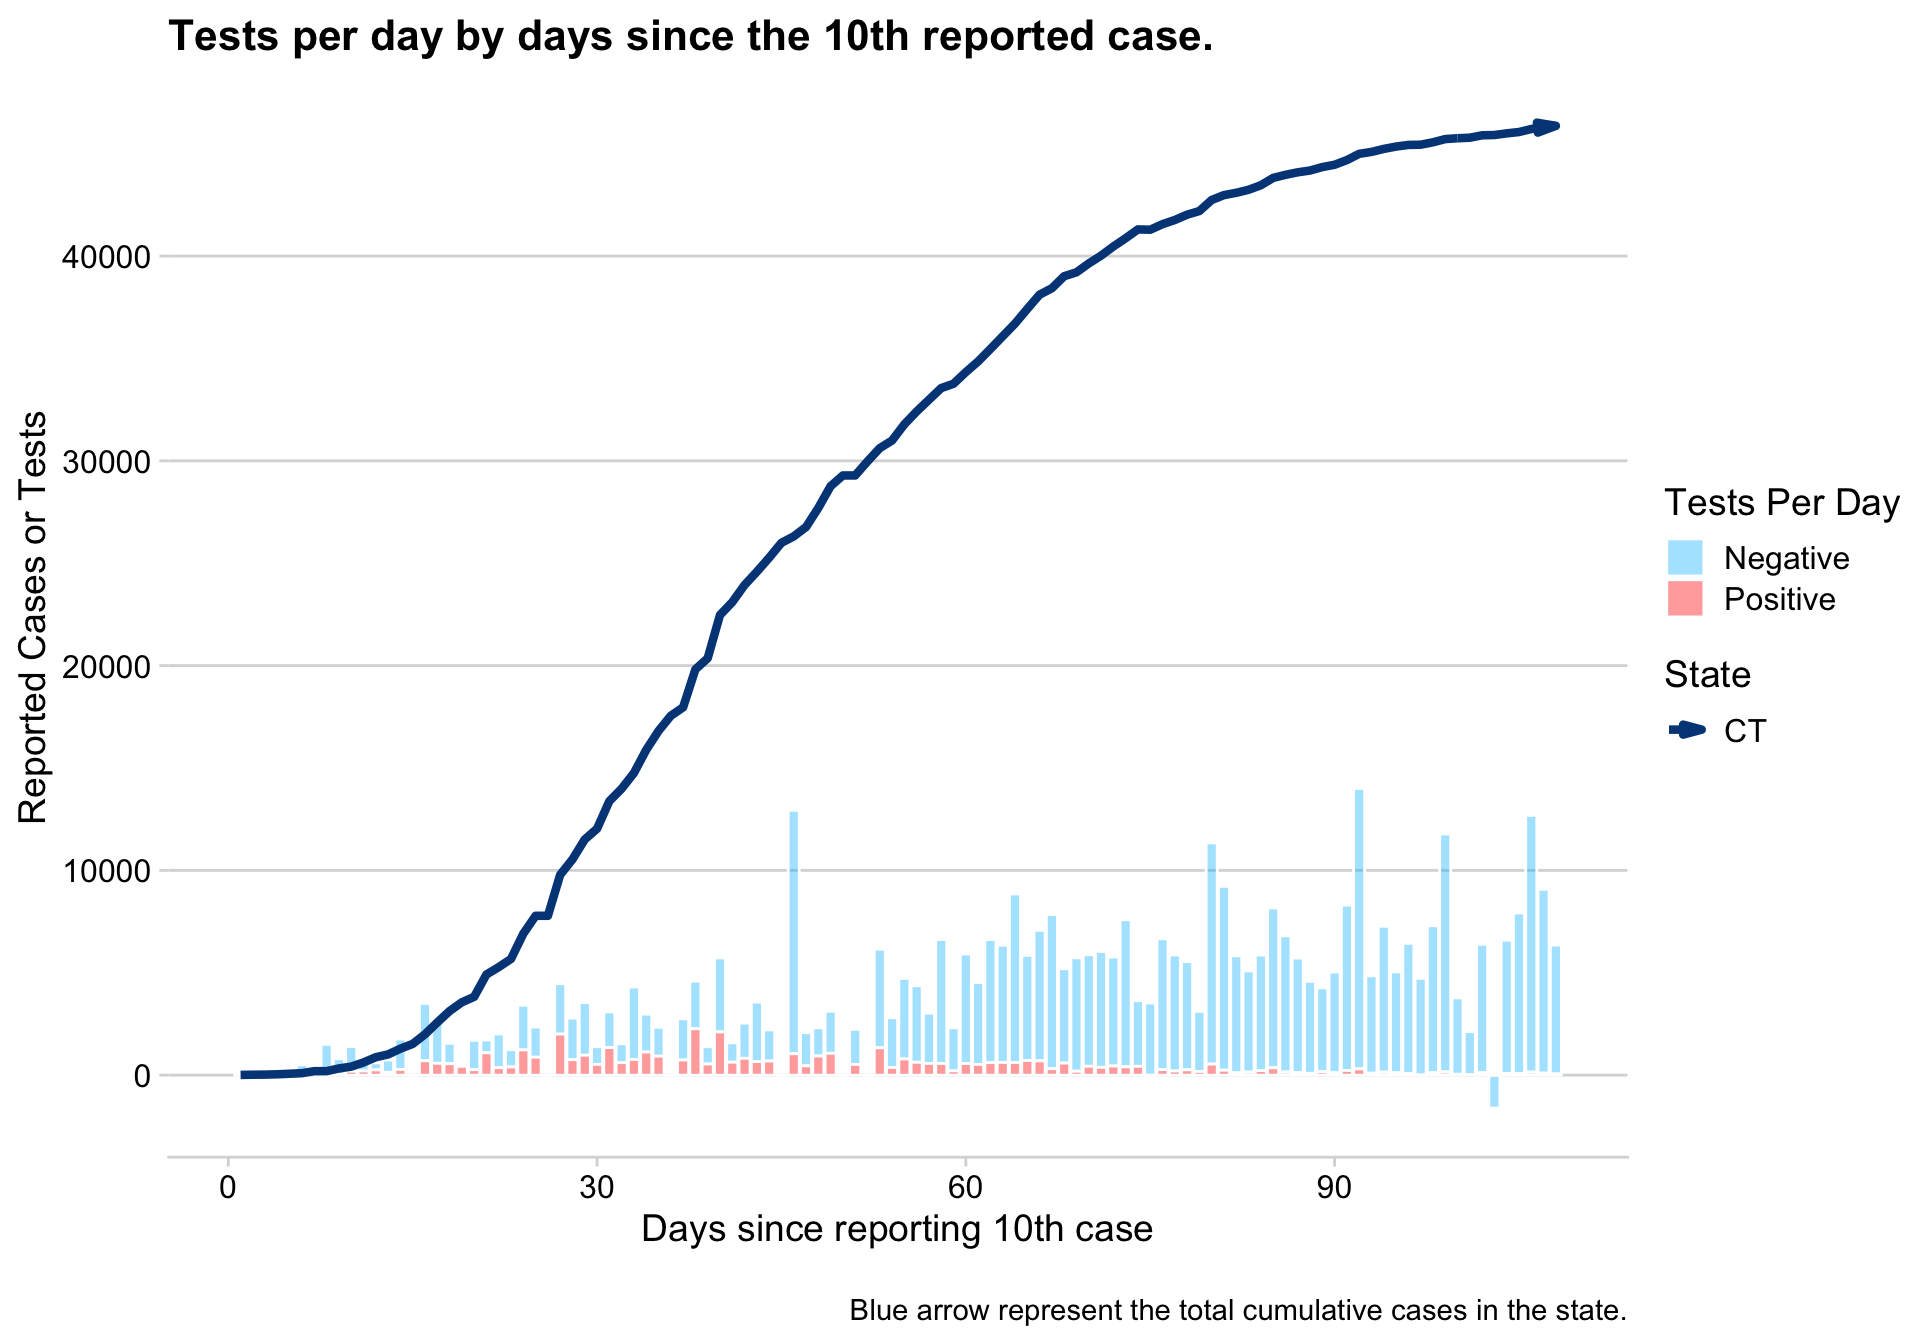 Tests per day by days since the 10th reported case.
Reported Cases or Tests
40000
30000
20000
10000
0
0 30 60 90
Days since reporting 10th case
Tests Per Day
Negative
Positive
State
CT
Blue arrow represent the total cumulative cases in the state.